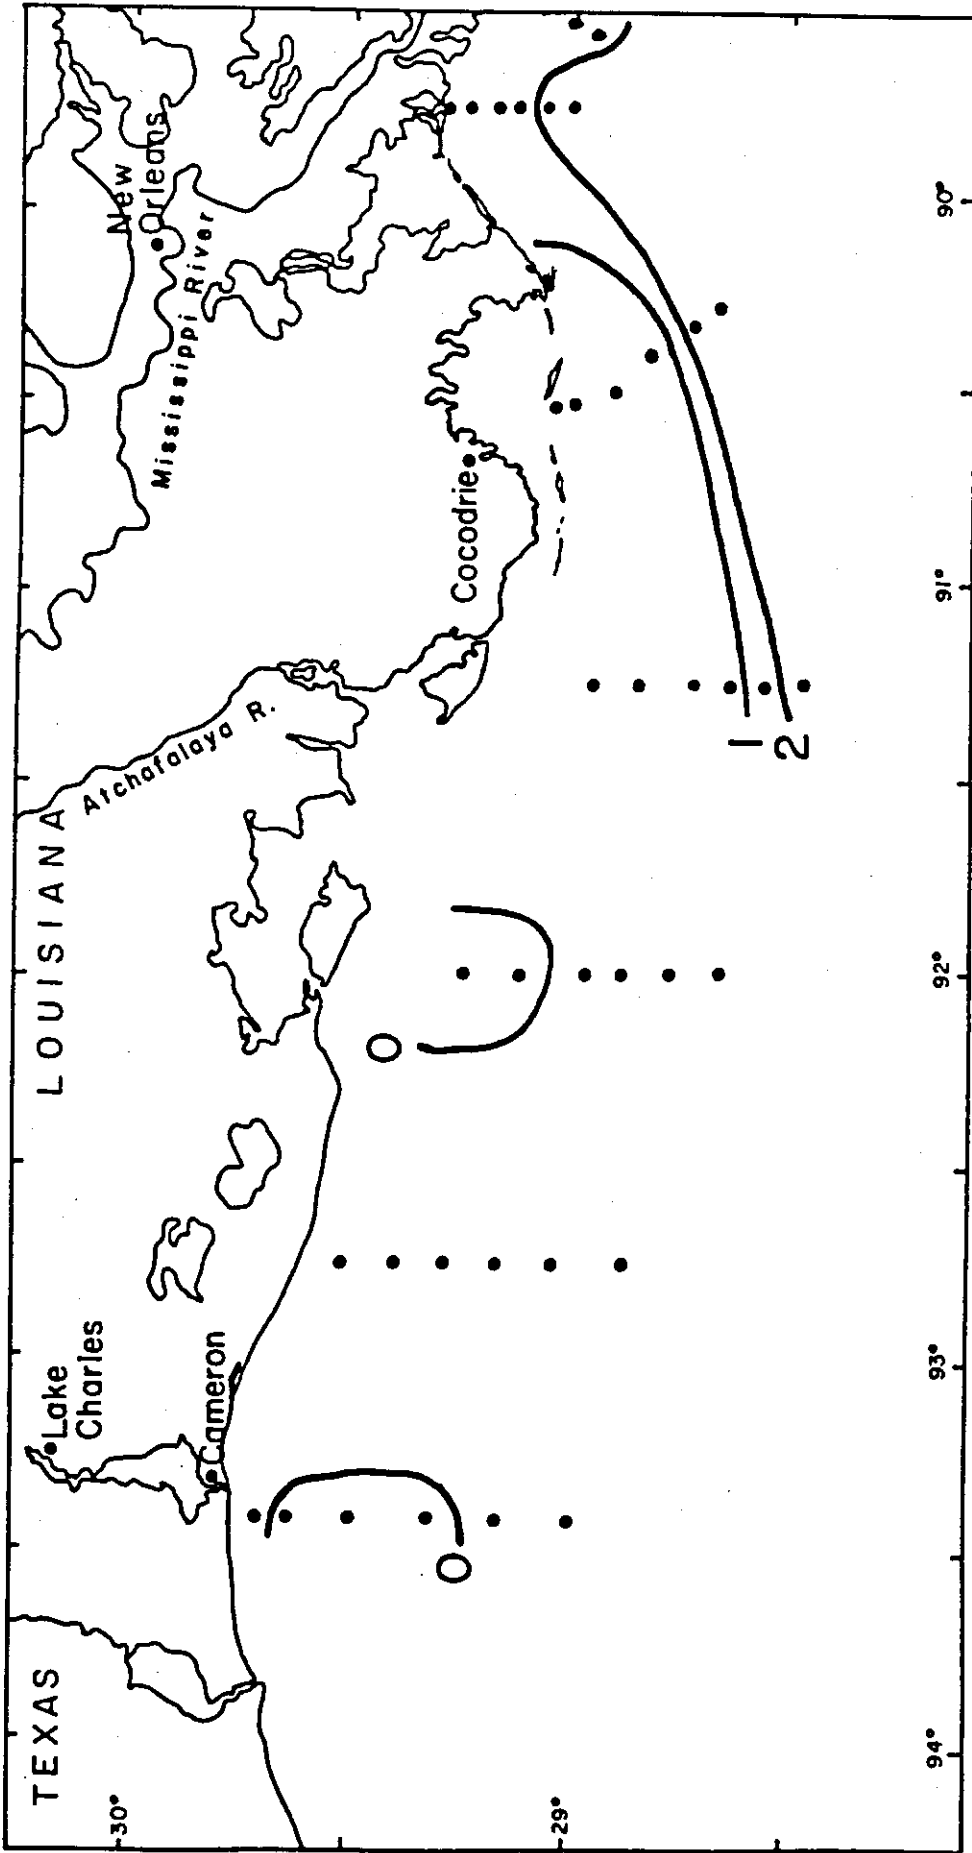 TEXAS
LOUISIANA
Lake
Charles
Cameron
Atchafalaya R.
Mississippi River
New
Orleans
Cocodrie
30°
29°
0
0
1
2
94°
93°
92°
91°
90°